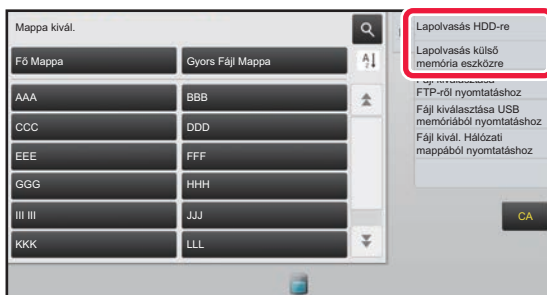 Mappa kivál.
Fő Mappa
Gyors Fájl Mappa
AAA
BBB
CCC
DDD
EEE
FFF
GGG
HHH
III III
JJJ
KKK
LLL
Lapolvasás HDD-re
Lapolvasás külső
memória eszközre
Fájl kiválasztása
FTP-ről nyomtatáshoz
Fájl kiválasztása USB
memóriából nyomtatáshoz
Fájl kivál. Hálózati
mappából nyomtatáshoz
CA